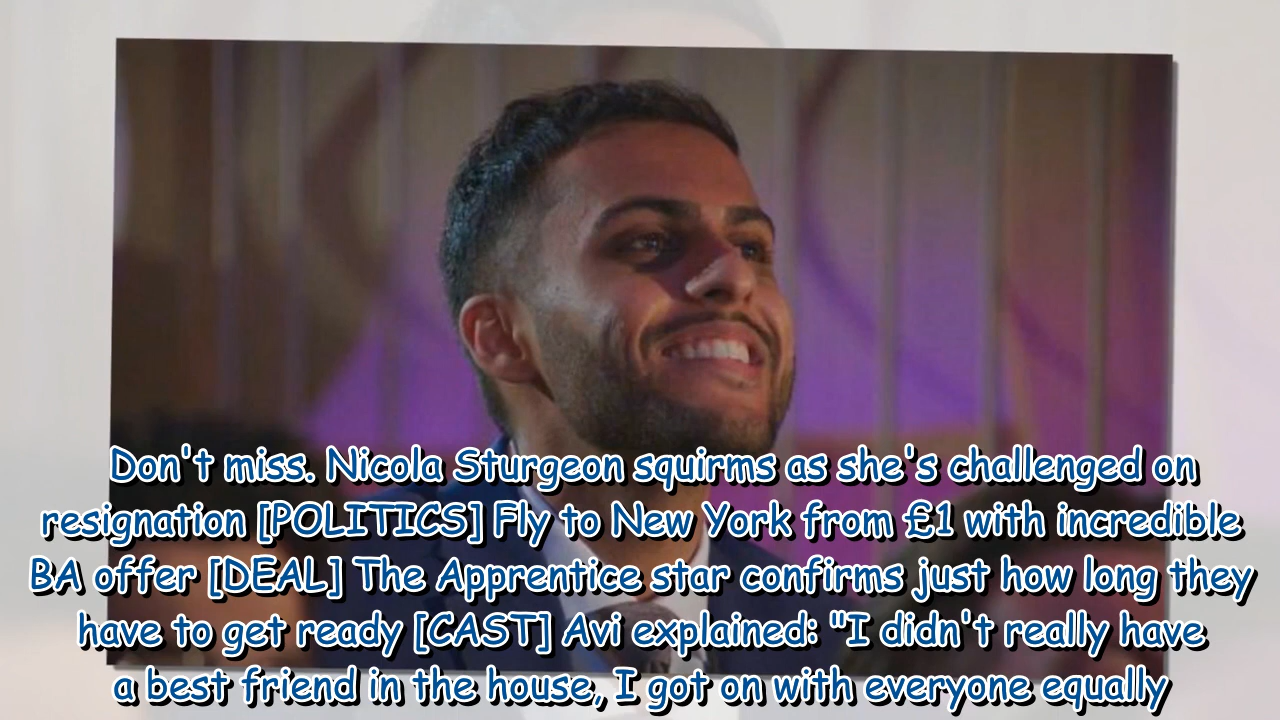 Don't miss. Nicola Sturgeon squirms as she's challenged on
resignation [POLITICS] Fly to New York from £1 with incredible
BA offer [DEAL] The Apprentice star confirms just how long they
have to get ready [CAST] Avi explained: "I didn't really have
a best friend in the house, I got on with everyone equally